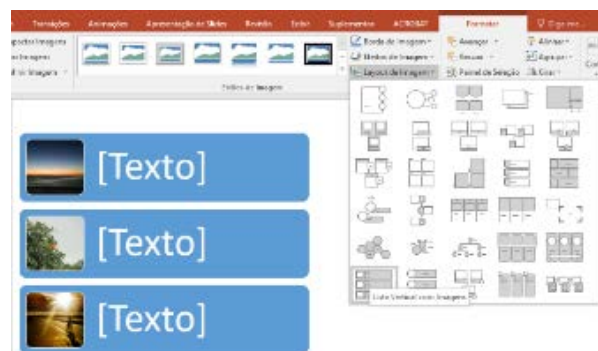 Transições Animações Apresentação de Slides Revisão Exibir Suplementos ACROBAT Formatar
Borda de Imagem Avançar Alinhar
Efeitos de Imagem Recuar Agrupar
Layout de Imagem Painel de Seleção Girar
Estilos de Imagem
[Texto]
[Texto]
[Texto]
Lista Vertical com Imagens